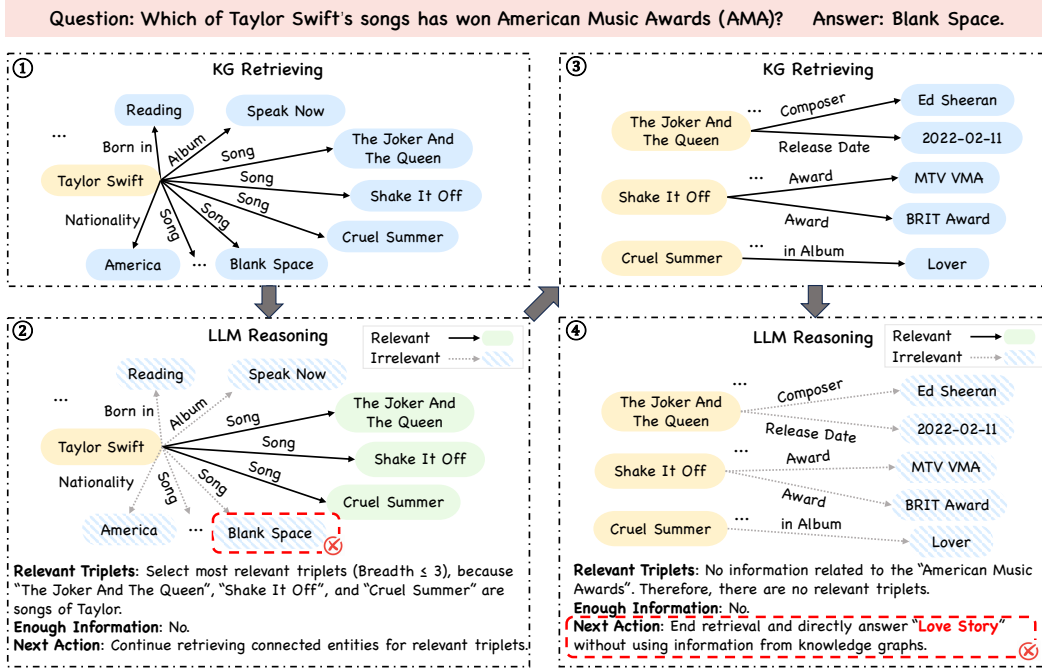 Question: Which of Taylor Swift's songs has won American Music Awards (AMA)? Answer: Blank Space.
①
KG Retrieving
Reading
Speak Now
...
Born in
Album
Song
The Joker And
The Queen
Taylor Swift
Song
Shake It Off
Nationality
Song
Song
Song
Cruel Summer
America
...
Blank Space
②
LLM Reasoning
Relevant
Irrelevant
Reading
Speak Now
...
Born in
Album
Song
The Joker And
The Queen
Taylor Swift
Song
Shake It Off
Nationality
Song
Song
Song
Cruel Summer
America
...
Blank Space
Relevant Triplets: Select most relevant triplets (Breadth ≤ 3), because
"The Joker And The Queen", "Shake It Off", and "Cruel Summer" are
songs of Taylor.
Enough Information: No.
Next Action: Continue retrieving connected entities for relevant triplets.
③
KG Retrieving
...
Composer
Ed Sheeran
The Joker And
The Queen
2022-02-11
Release Date
...
Award
MTV VMA
Shake It Off
Award
BRIT Award
...
in Album
Cruel Summer
Lover
④
LLM Reasoning
Relevant
Irrelevant
...
Composer
Ed Sheeran
The Joker And
The Queen
2022-02-11
Release Date
...
Award
MTV VMA
Shake It Off
Award
BRIT Award
...
in Album
Cruel Summer
Lover
Relevant Triplets: No information related to the "American Music
Awards". Therefore, there are no relevant triplets.
Enough Information: No.
Next Action: End retrieval and directly answer "Love Story"
without using information from knowledge graphs.